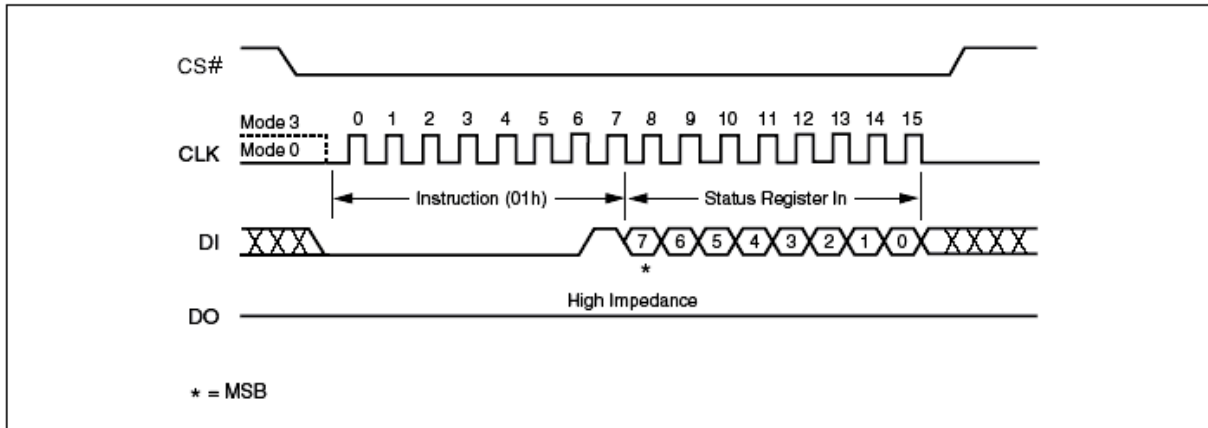 CS#
Mode 3
0 1 2 3 4 5 6 7 8 9 10 11 12 13 14 15
CLK
Mode 0
Instruction (01h)
Status Register In
DI
7 6 5 4 3 2 1 0
*
High Impedance
DO
* = MSB